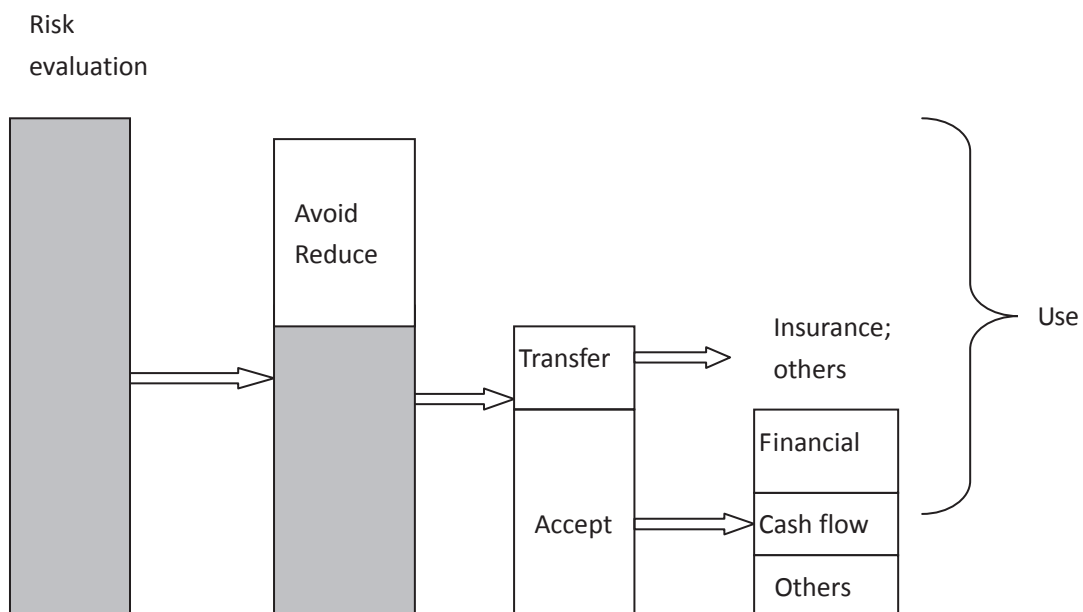 Risk
evaluation
Avoid
Reduce
Transfer
Accept
Insurance;
others
Financial
Cash flow
Others
Use